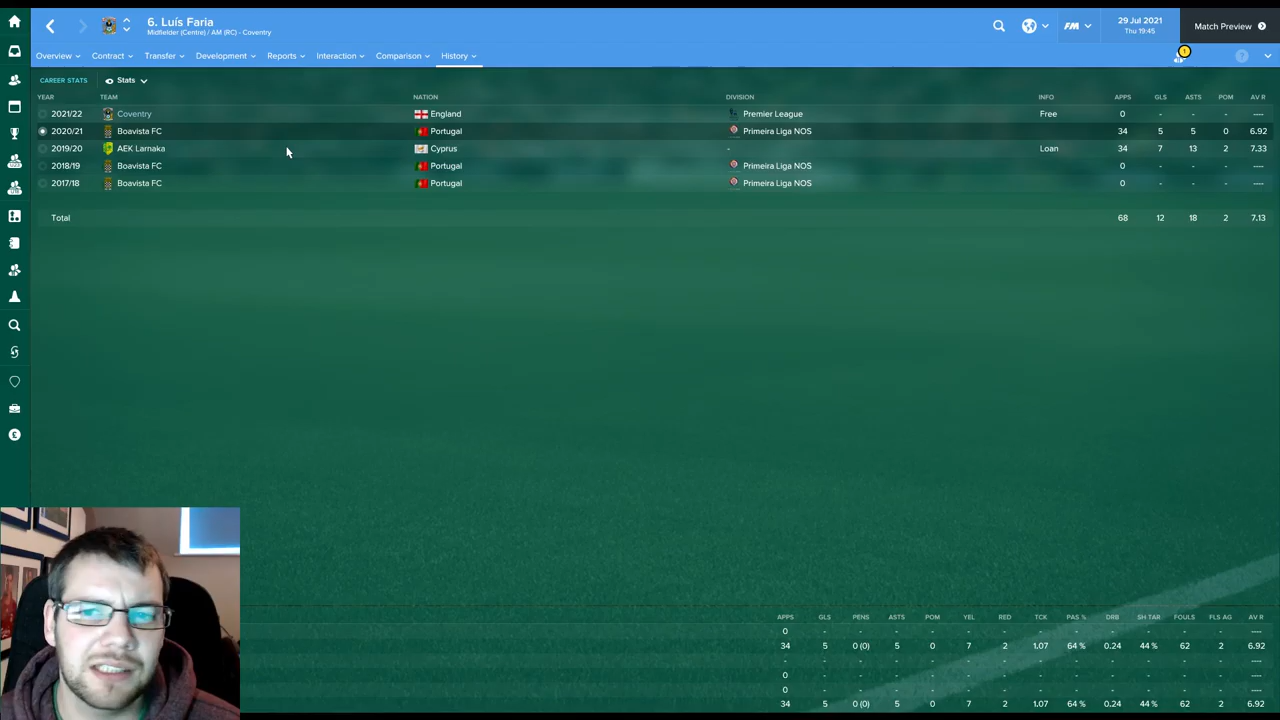 6. Luís Faria
Midfielder (Centre) / AM (RC) - Coventry
FM
29 Jul 2021
Thu 19:45
Match Preview
Overview Contract Transfer Development Reports Interaction Comparison History
1
?
CAREER STATS Stats
YEAR TEAM NATION DIVISION INFO APPS GLS ASTS POM AV R
2021/22 Coventry England Premier League Free 0 - - - ----
2020/21 Boavista FC Portugal Primeira Liga NOS 34 5 5 0 6.92
2019/20 AEK Larnaka Cyprus - Loan 34 7 13 2 7.33
2018/19 Boavista FC Portugal Primeira Liga NOS 0 - - - ----
2017/18 Boavista FC Portugal Primeira Liga NOS 0 - - - ----
Total 68 12 18 2 7.13
APPS GLS PENS ASTS POM YEL RED TCK PAS % DRB SH TAR FOULS FLS AG AV R
0 - - - - - - - - - - - - ----
34 5 0 (0) 5 0 7 2 1.07 64 % 0.24 44 % 62 2 6.92
- - - - - - - - - - - - - ----
0 - - - - - - - - - - - - ----
0 - - - - - - - - - - - - ----
34 5 0 (0) 5 0 7 2 1.07 64 % 0.24 44 % 62 2 6.92